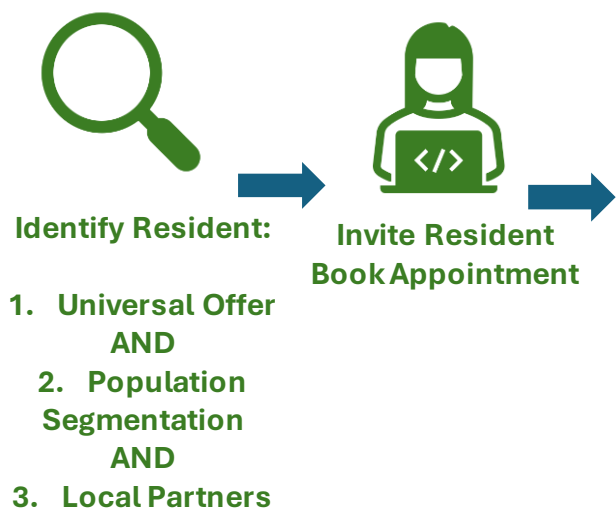 </>
Identify Resident:
1. Universal Offer
AND
2. Population
Segmentation
AND
3. Local Partners
Invite Resident
Book Appointment